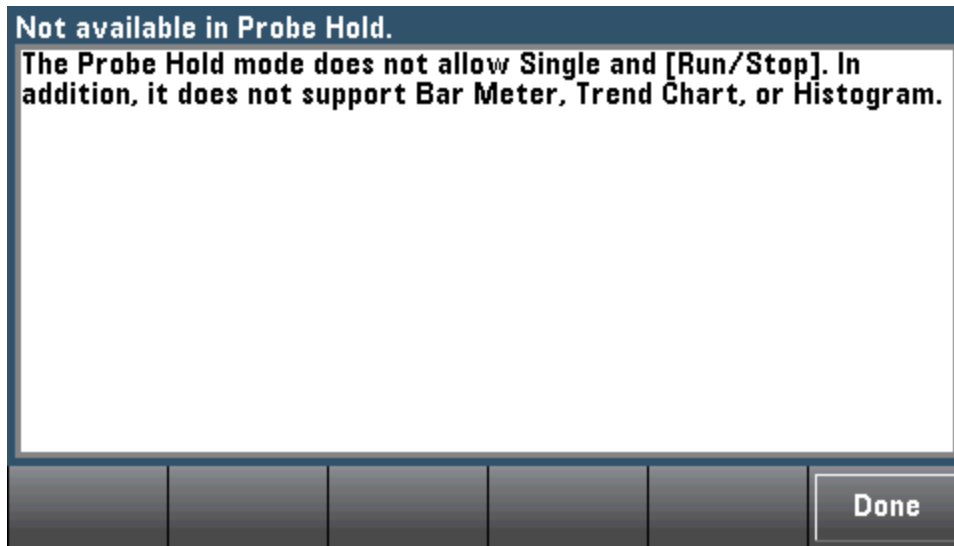 Not available in Probe Hold.
The Probe Hold mode does not allow Single and [Run/Stop]. In
addition, it does not support Bar Meter, Trend Chart, or Histogram.
Done